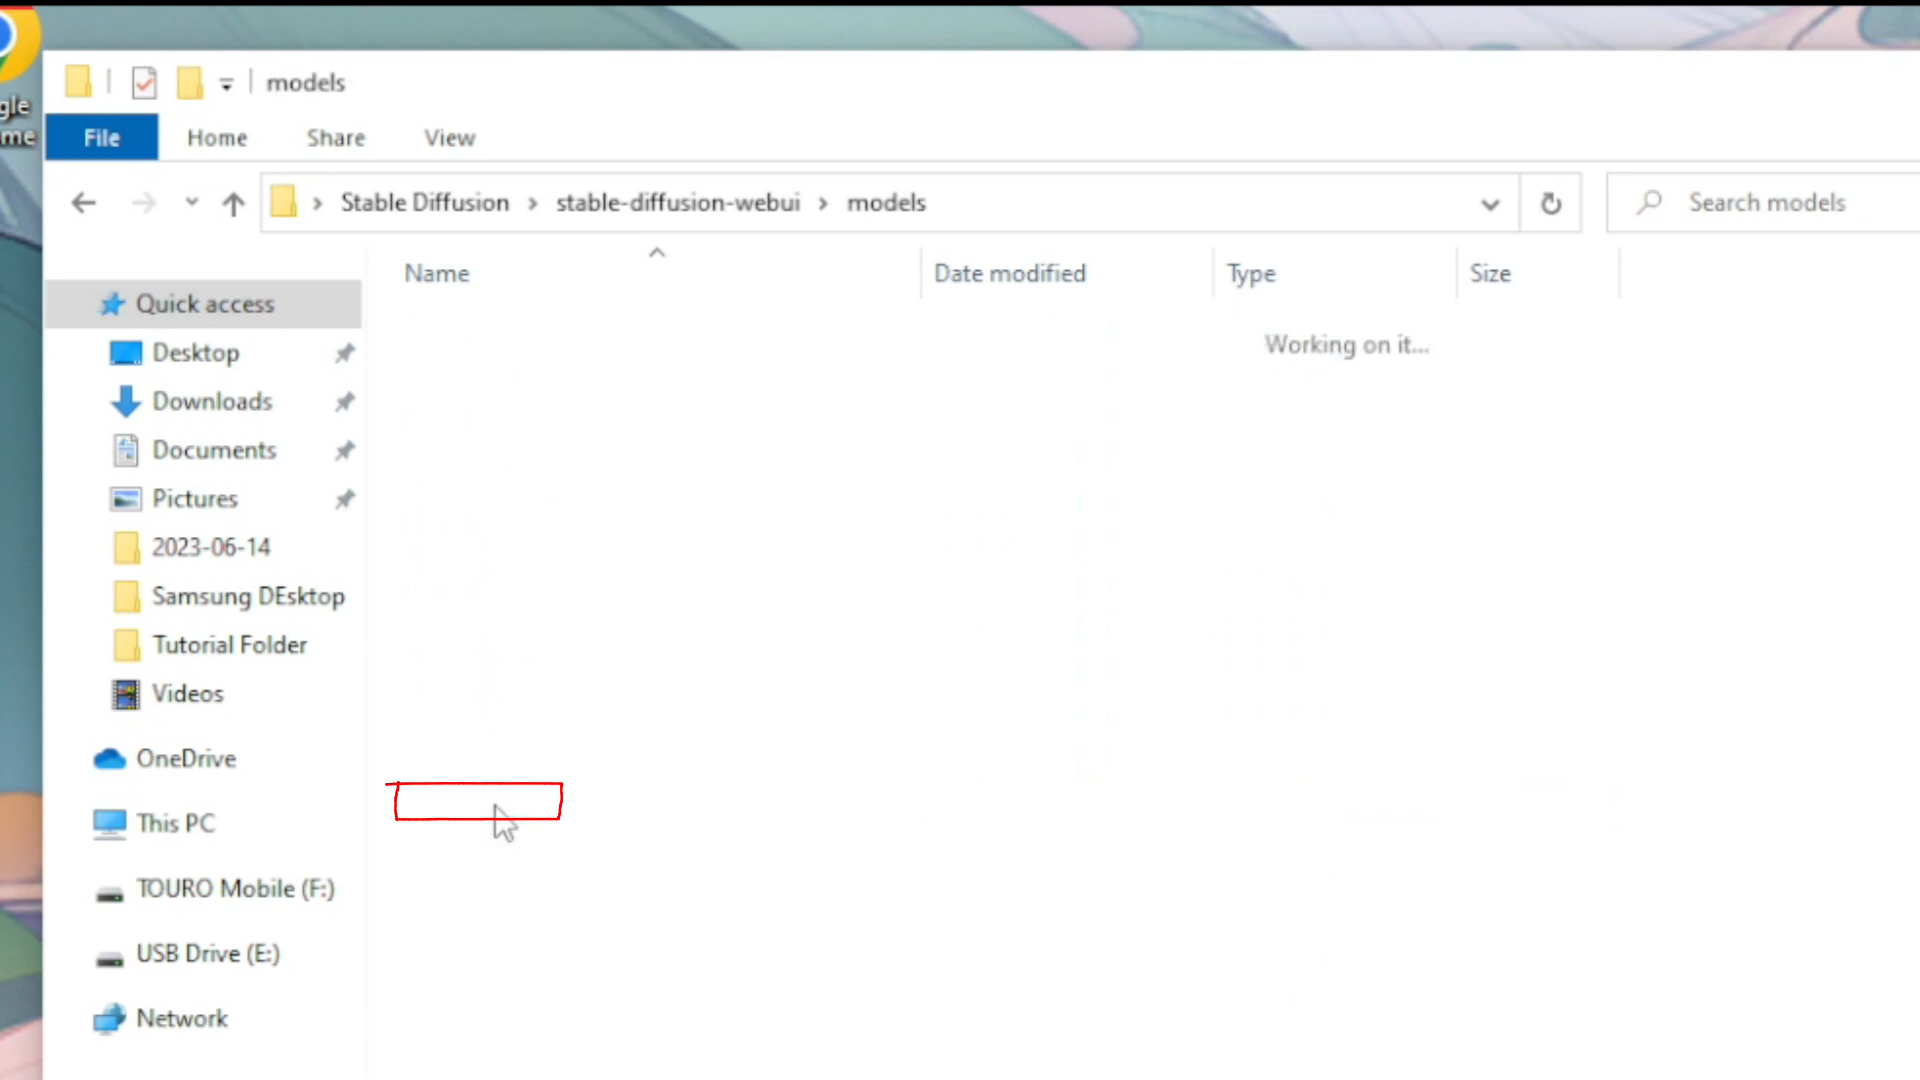 gle
me
models
File Home Share View
Stable Diffusion › stable-diffusion-webui › models
Search models
Name Date modified Type Size
Working on it...
Quick access
Desktop
Downloads
Documents
Pictures
2023-06-14
Samsung DEsktop
Tutorial Folder
Videos
OneDrive
This PC
TOURO Mobile (F:)
USB Drive (E:)
Network